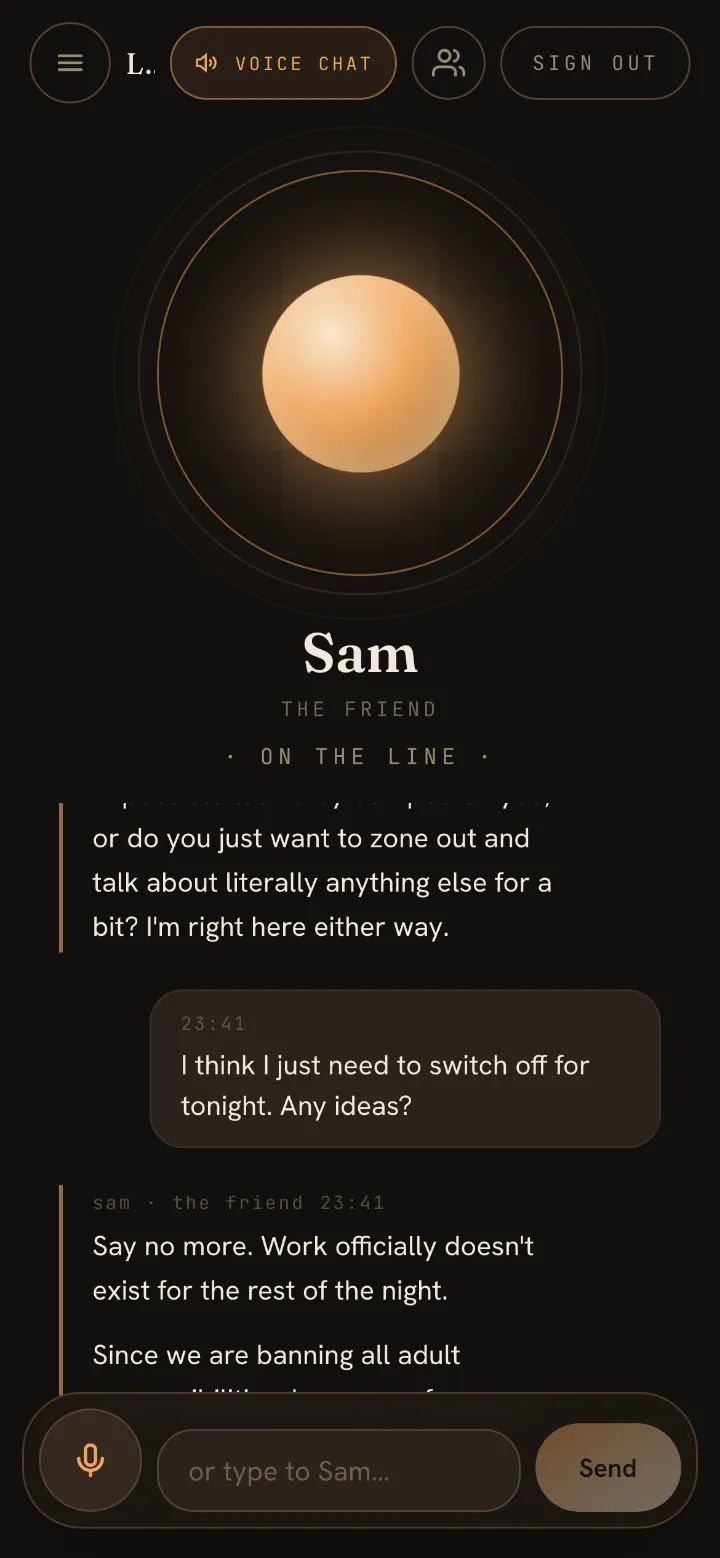 L..
VOICE CHAT
SIGN OUT
Sam
THE FRIEND
· ON THE LINE ·
or do you just want to zone out and
talk about literally anything else for a
bit? I'm right here either way.
23:41
I think I just need to switch off for
tonight. Any ideas?
sam · the friend 23:41
Say no more. Work officially doesn't
exist for the rest of the night.
Since we are banning all adult
or type to Sam...
Send